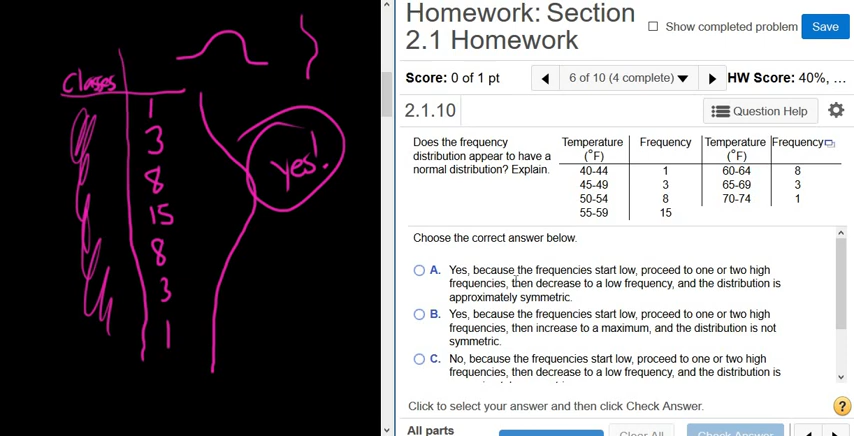 Classes
1
3
8
15
8
3
1
yes!
Homework: Section
2.1 Homework
Show completed problem
Save
Score: 0 of 1 pt
6 of 10 (4 complete)
HW Score: 40%, ...
2.1.10
Question Help
Does the frequency
distribution appear to have a
normal distribution? Explain.
Temperature Frequency Temperature Frequency
(°F) (°F)
40-44 1 60-64 8
45-49 3 65-69 3
50-54 8 70-74 1
55-59 15
Choose the correct answer below.
A. Yes, because the frequencies start low, proceed to one or two high
frequencies, then decrease to a low frequency, and the distribution is
approximately symmetric.
B. Yes, because the frequencies start low, proceed to one or two high
frequencies, then increase to a maximum, and the distribution is not
symmetric.
C. No, because the frequencies start low, proceed to one or two high
frequencies, then decrease to a low frequency, and the distribution is
Click to select your answer and then click Check Answer.
?
All parts
Clear All
Check Answer